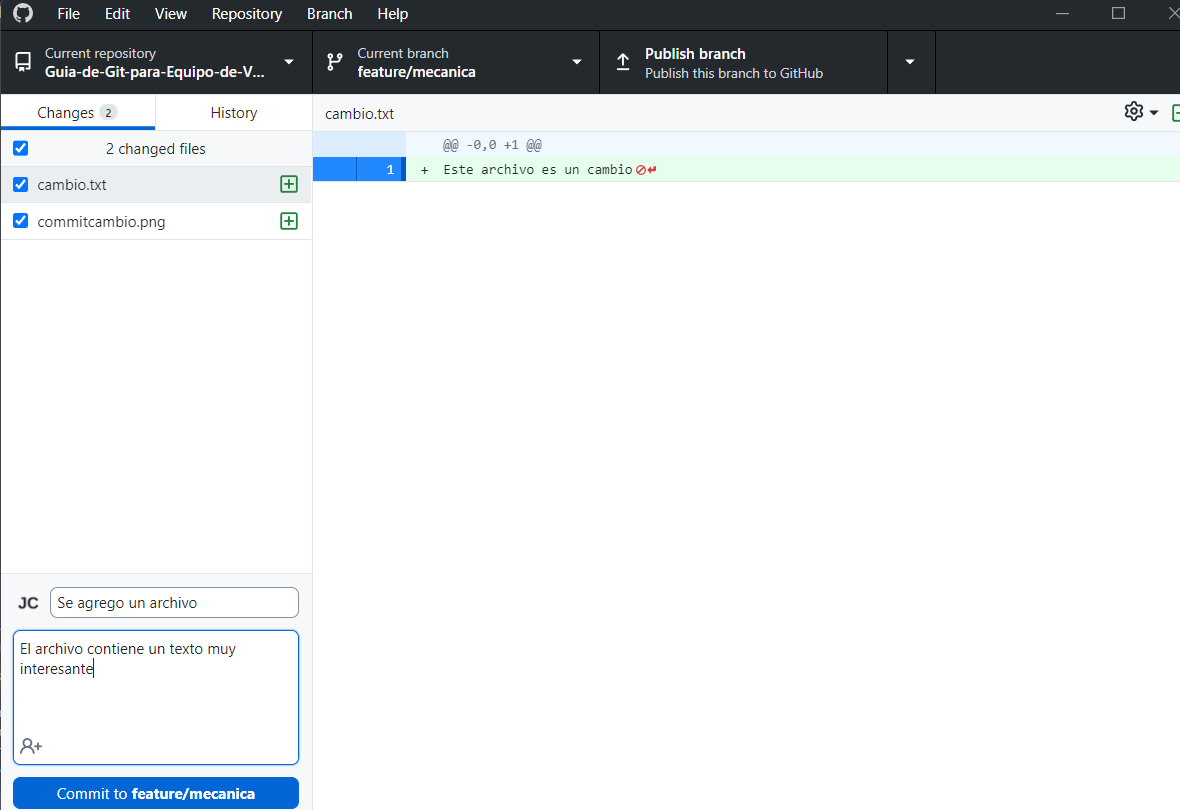 File Edit View Repository Branch Help
Current repository
Guia-de-Git-para-Equipo-de-V...
Current branch
feature/mecanica
Publish branch
Publish this branch to GitHub
Changes 2
History
cambio.txt
2 changed files
@@ -0,0 +1 @@
1 + Este archivo es un cambio
cambio.txt
commitcambio.png
JC
Se agrego un archivo
El archivo contiene un texto muy
interesante
Commit to feature/mecanica